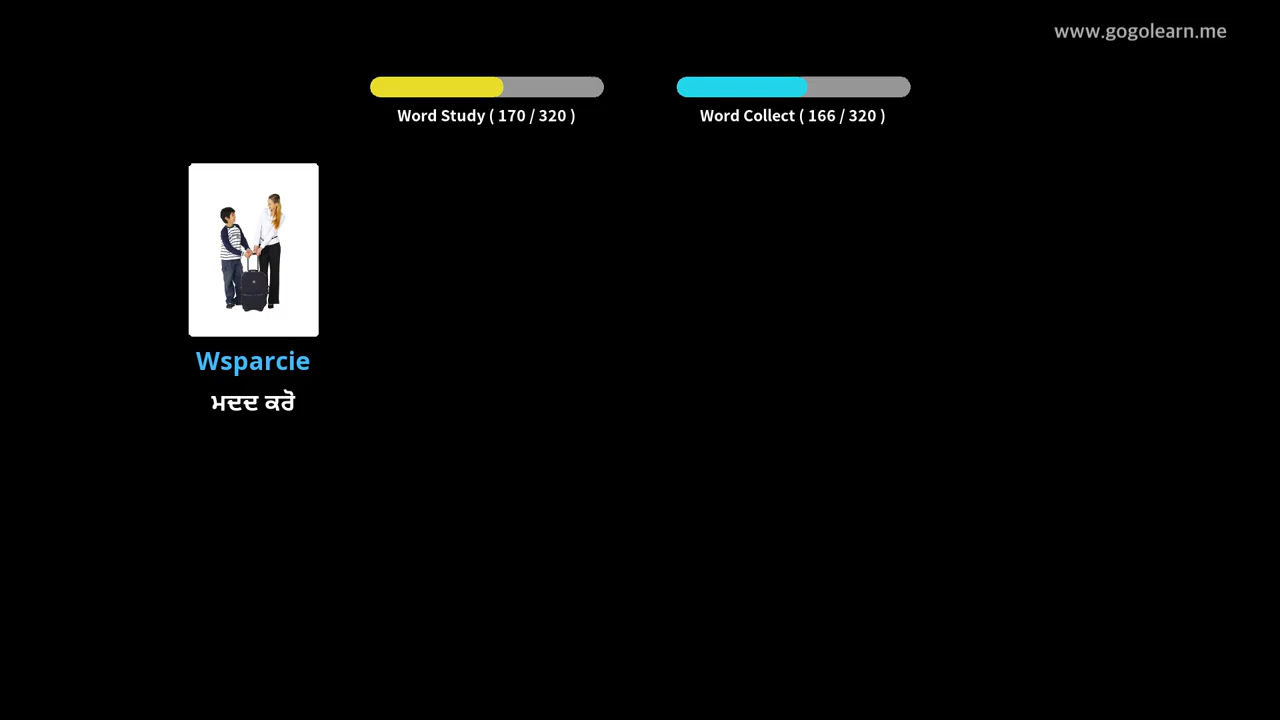 www.gogolearn.me
Word Study ( 170 / 320 )
Word Collect ( 166 / 320 )
Wsparcie
ਮਦਦ ਕਰੋ